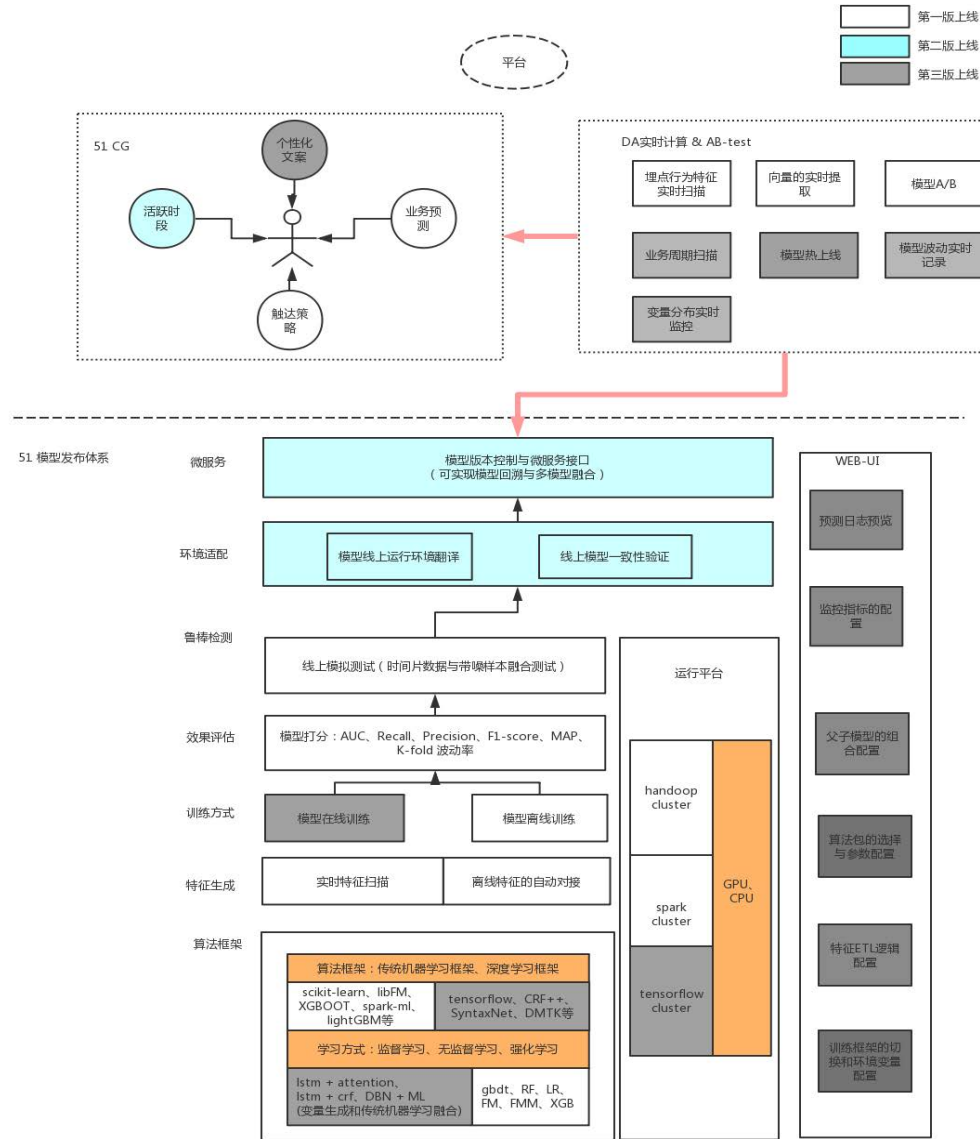 第一版上线
第二版上线
第三版上线
平台
51 CG
个性化
文案
活跃时
段
业务预
测
触达策
略
DA实时计算 & AB-test
埋点行为特征
实时扫描
向量的实时提
取
模型A/B
业务周期扫描
模型热上线
模型波动实时
记录
变量分布实时
监控
51 模型发布体系
微服务
模型版本控制与微服务接口
（可实现模型回溯与多模型融合）
环境适配
模型线上运行环境翻译
线上模型一致性验证
鲁棒检测
线上模拟测试（时间片数据与带噪样本融合测试）
效果评估
模型打分：AUC、Recall、Precision、F1-score、MAP、
K-fold 波动率
训练方式
模型在线训练
模型离线训练
特征生成
实时特征扫描
离线特征的自动对接
算法框架
算法框架：传统机器学习框架、深度学习框架
scikit-learn、libFM、
XGBOOT、spark-ml、
lightGBM等
tensorflow、CRF++、
SyntaxNet、DMTK等
学习方式：监督学习、无监督学习、强化学习
lstm + attention、
lstm + crf、DBN + ML
(变量生成和传统机器学习融合)
gbdt、RF、LR、
FM、FMM、XGB
运行平台
handoop
cluster
spark
cluster
tensorflow
cluster
GPU、
CPU
WEB-UI
预测日志预览
监控指标的配
置
父子模型的组
合配置
算法包的选择
与参数配置
特征ETL逻辑
配置
训练框架的切
换和环境变量
配置